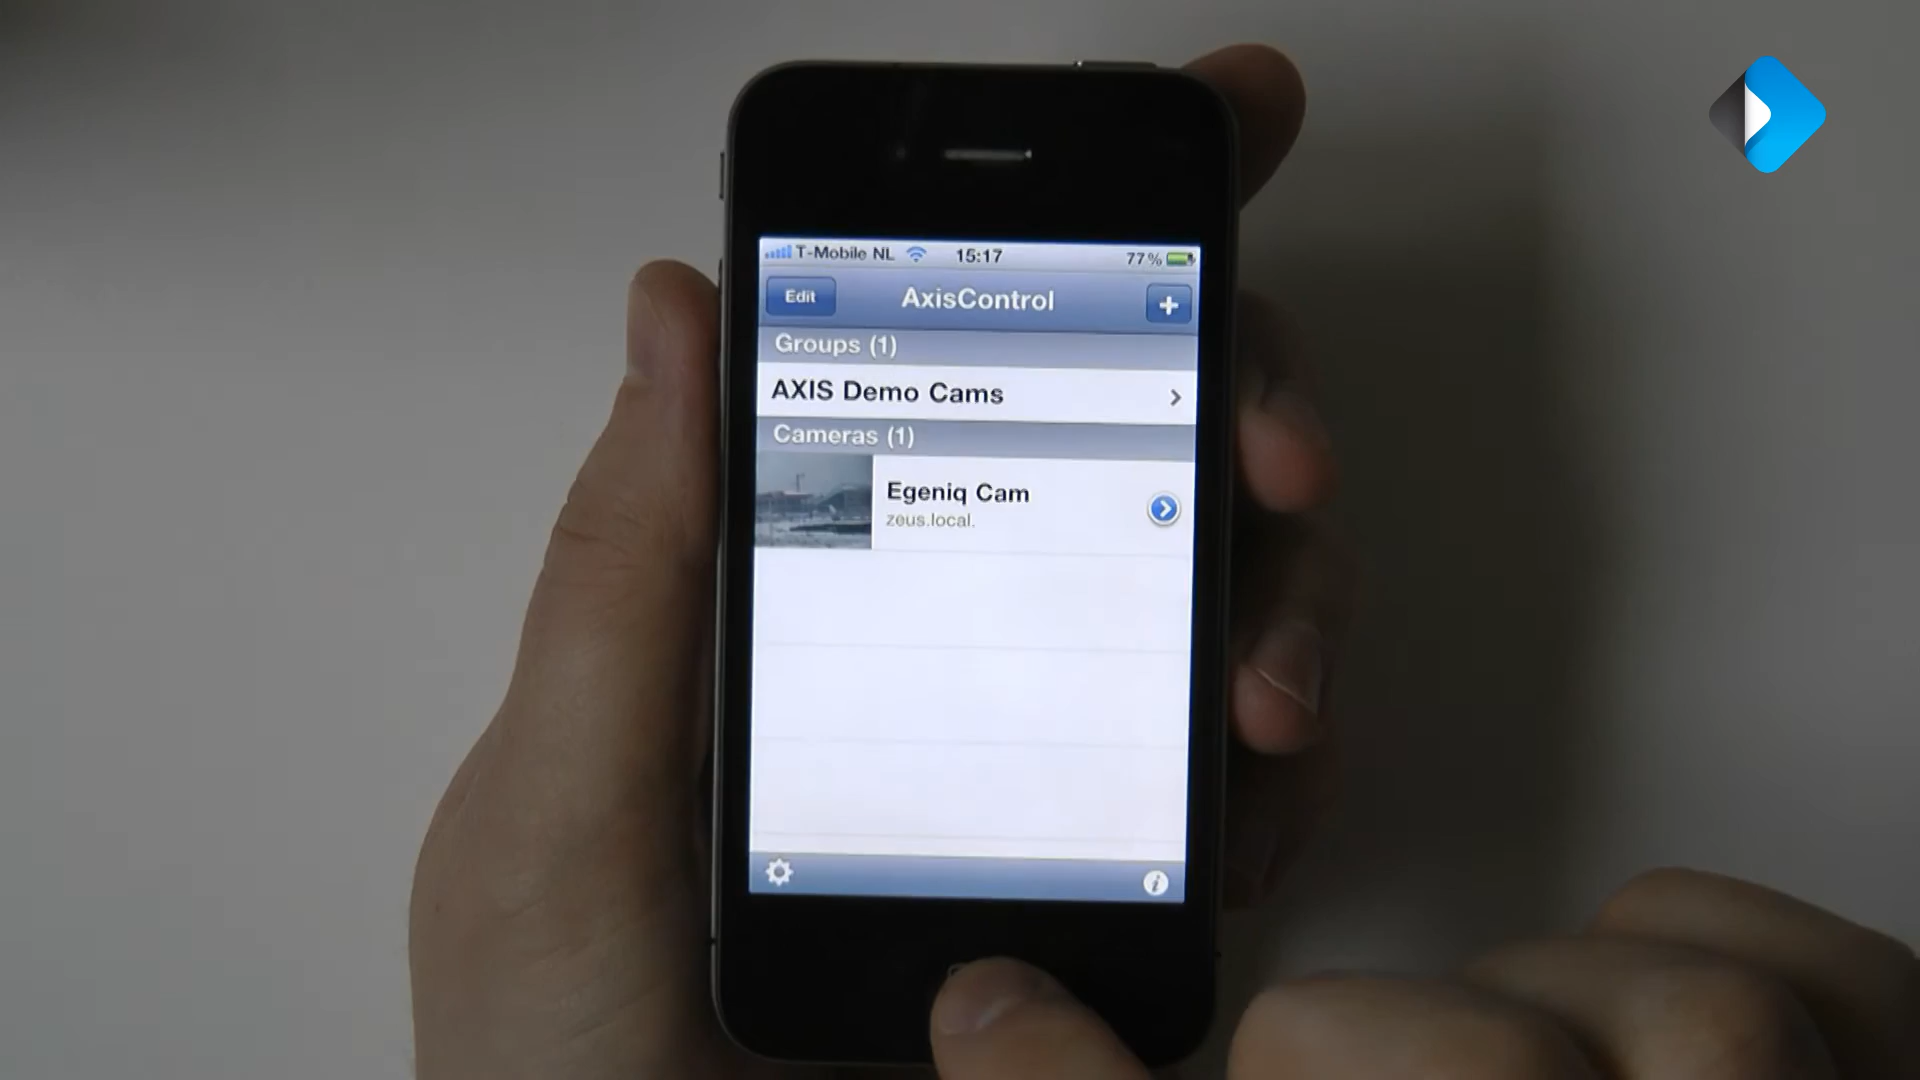 T-Mobile NL 15:17 77%
Edit AxisControl +
Groups (1)
AXIS Demo Cams
Cameras (1)
Egeniq Cam
zeus.local.